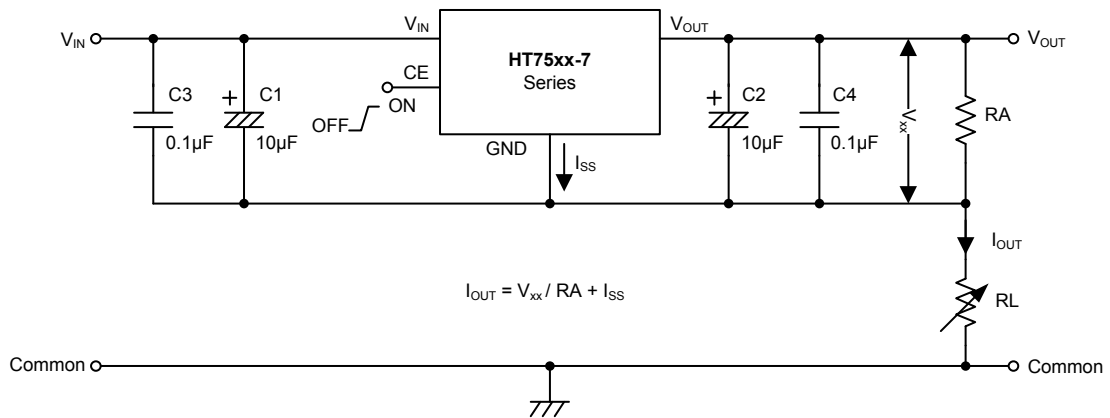 VIN
VIN
HT75xx-7
Series
VOUT
VOUT
CE
ON
OFF
C3
0.1µF
+
C1
10µF
GND
ISS
+
C2
10µF
C4
0.1µF
Vxx
RA
IOUT
IOUT = Vxx / RA + ISS
RL
Common
Common